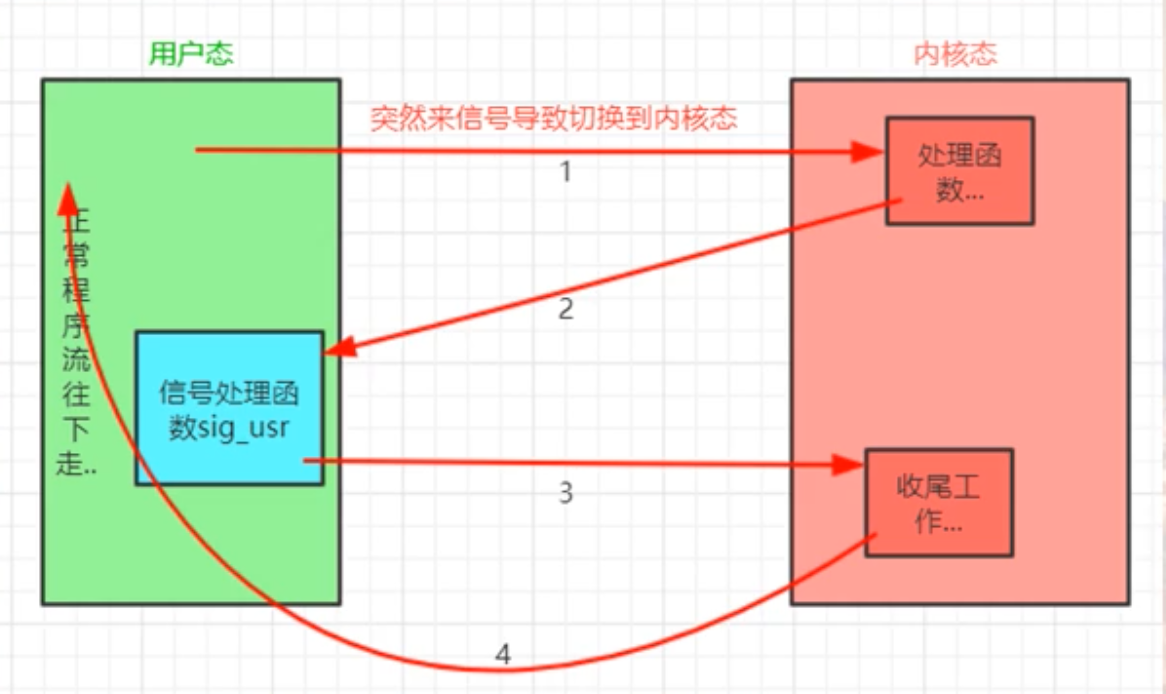 用户态
内核态
突然来信号导致切换到内核态
1
处理函
数...
2
正
常
程
序
流
往
下
走..
信号处理函
数sig_usr
3
收尾工
作...
4